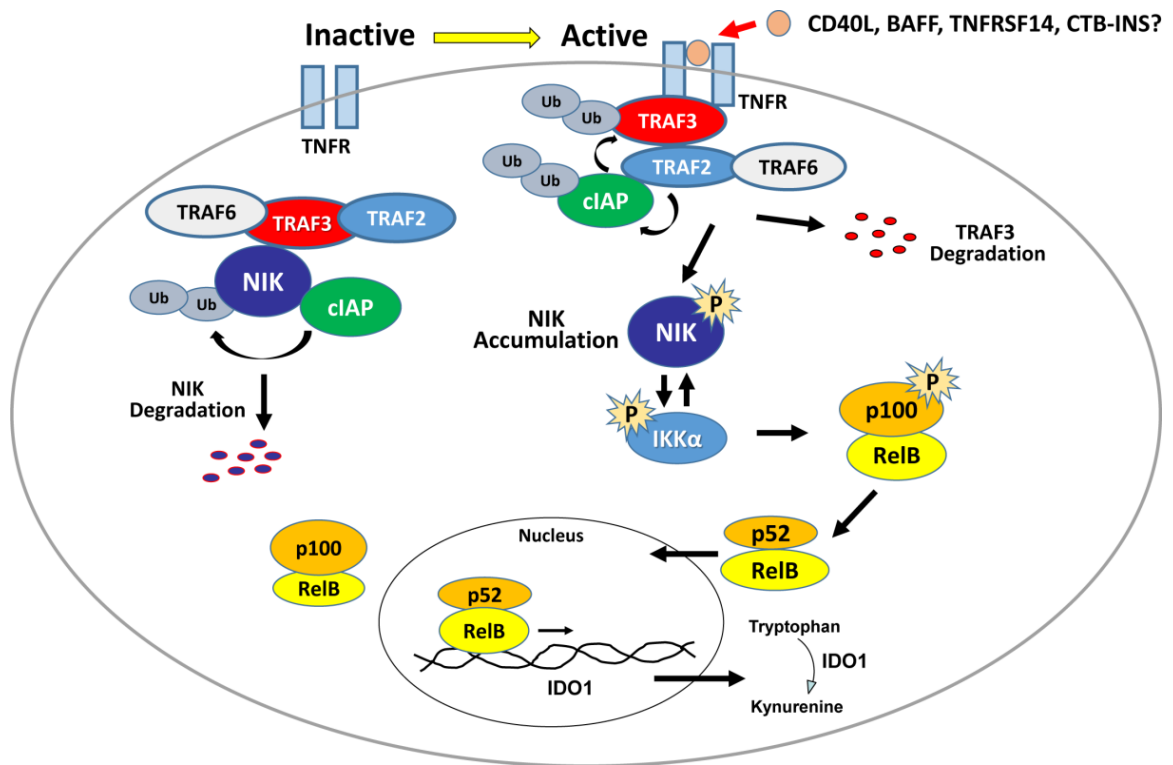 Inactive
Active
CD40L, BAFF, TNFRSF14, CTB-INS?
TNFR
TNFR
Ub
Ub
TRAF3
TRAF2
TRAF6
Ub
Ub
cIAP
TRAF3
Degradation
TRAF6
TRAF3
TRAF2
NIK
Ub
Ub
cIAP
NIK
Degradation
NIK
Accumulation
NIK
P
P
IKKα
P
p100
RelB
p52
RelB
p100
RelB
Nucleus
p52
RelB
IDO1
Tryptophan
IDO1
Kynurenine